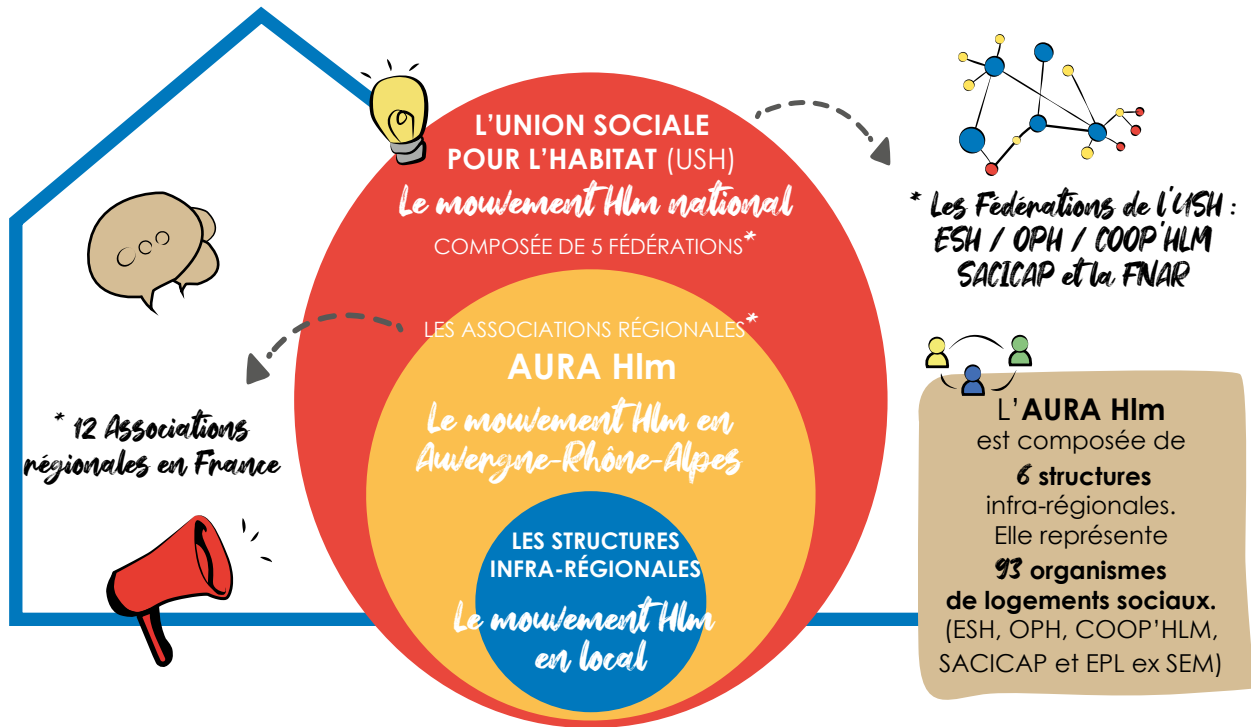 L'UNION SOCIALE
POUR L'HABITAT (USH)
Le mouvement Hlm national
COMPOSÉE DE 5 FÉDÉRATIONS*
* Les Fédérations de l'USH :
ESH / OPH / COOP'HLM
SACICAP et la FNAR
LES ASSOCIATIONS RÉGIONALES*
AURA Hlm
Le mouvement Hlm en
Auvergne-Rhône-Alpes
* 12 Associations
régionales en France
LES STRUCTURES
INFRA-RÉGIONALES
Le mouvement Hlm
en local
L'AURA Hlm
est composée de
6 structures
infra-régionales.
Elle représente
93 organismes
de logements sociaux.
(ESH, OPH, COOP'HLM,
SACICAP et EPL ex SEM)